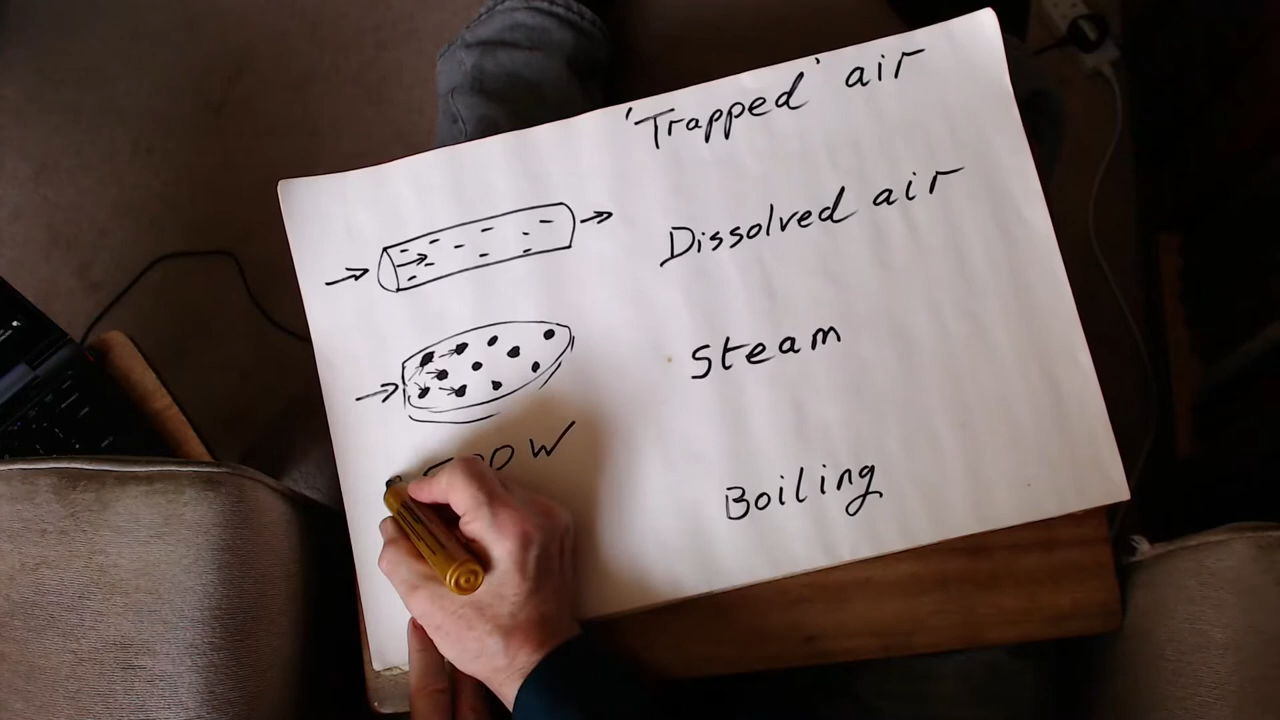 'Trapped' air
Dissolved air
Steam
Boiling
W